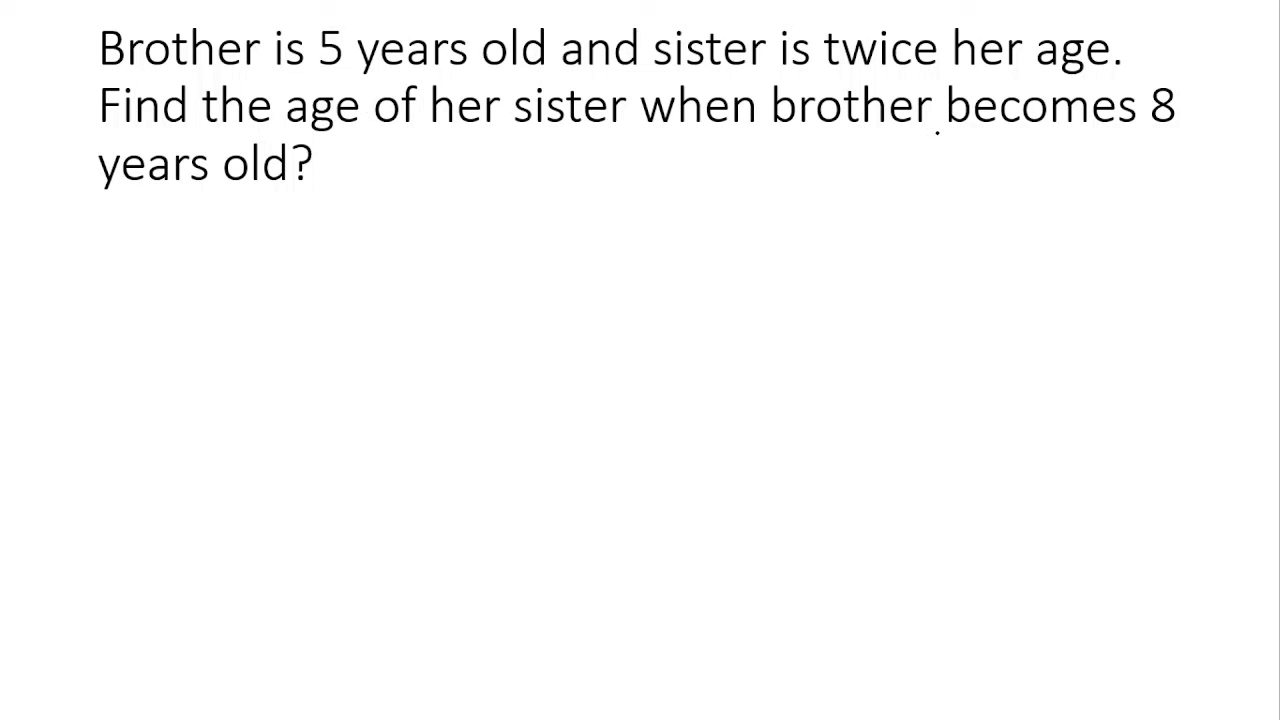 Brother is 5 years old and sister is twice her age.
Find the age of her sister when brother becomes 8
years old?